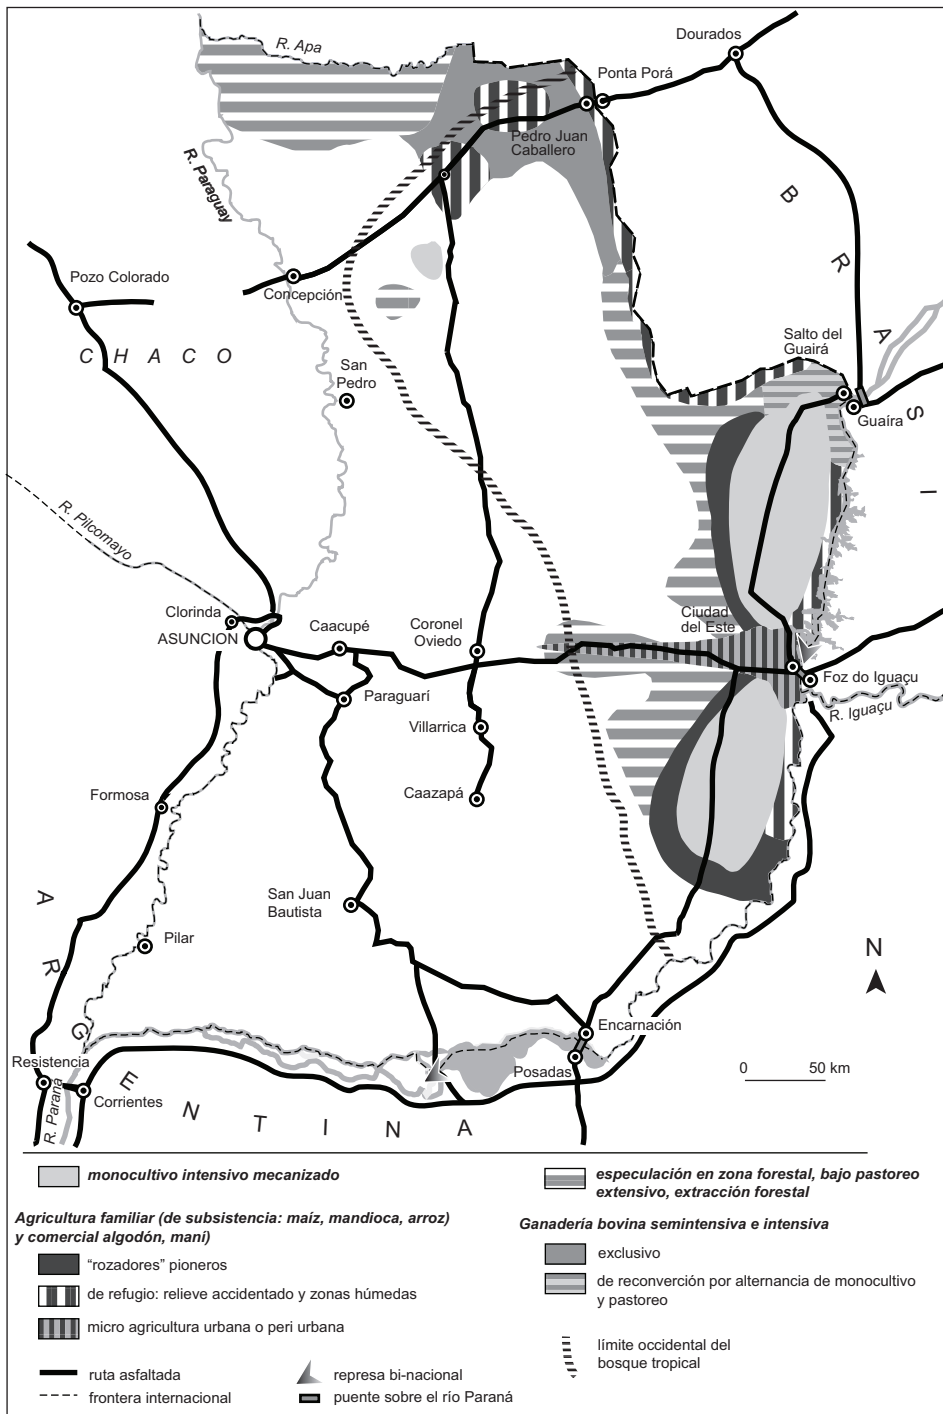 R. Apa
Dourados
Ponta Porá
Pedro Juan
Caballero
R. Paraguay
B R A S I
Pozo Colorado
Concepción
CHACO
San
Pedro
Salto del
Guairá
Guaíra
R. Pilcomayo
Clorinda
ASUNCION
Caacupé
Coronel
Oviedo
Ciudad
del Este
Foz do Iguaçu
R. Iguaçu
Paraguarí
Villarrica
Caazapá
Formosa
San Juan
Bautista
Pilar
N
Encarnación
Posadas
0 50 km
Resistencia
Corrientes
R. Paraná
A R G E N T I N A
monocultivo intensivo mecanizado
Agricultura familiar (de subsistencia: maíz, mandioca, arroz)
y comercial algodón, maní)
“rozadores” pioneros
de refugio: relieve accidentado y zonas húmedas
micro agricultura urbana o peri urbana
ruta asfaltada
frontera internacional
represa bi-nacional
puente sobre el río Paraná
especulación en zona forestal, bajo pastoreo
extensivo, extracción forestal
Ganadería bovina semintensiva e intensiva
exclusivo
de reconverción por alternancia de monocultivo
y pastoreo
límite occidental del
bosque tropical